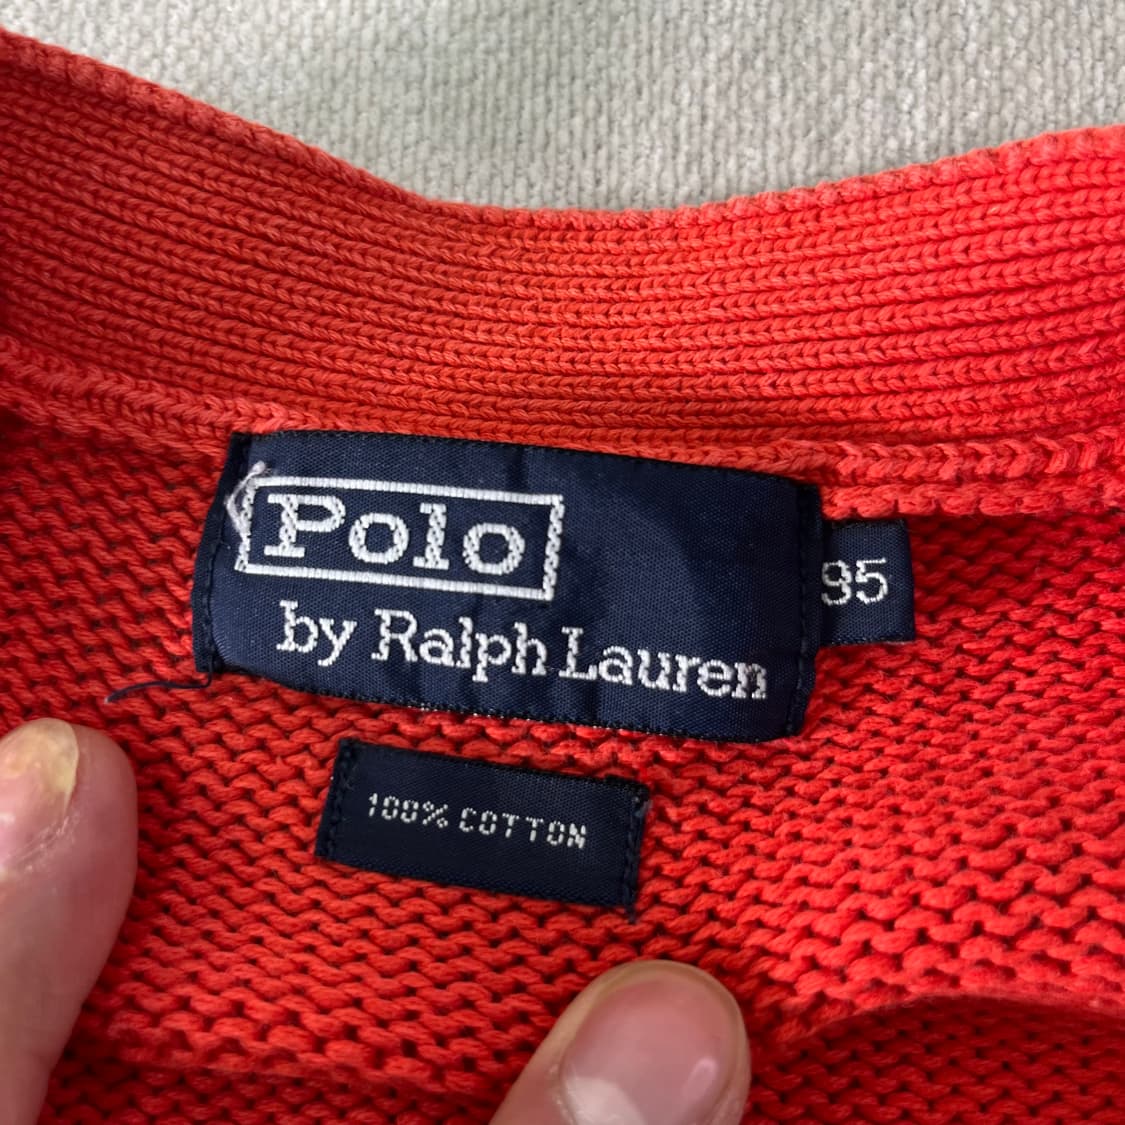 Polo
by Ralph Lauren
95
100% COTTON